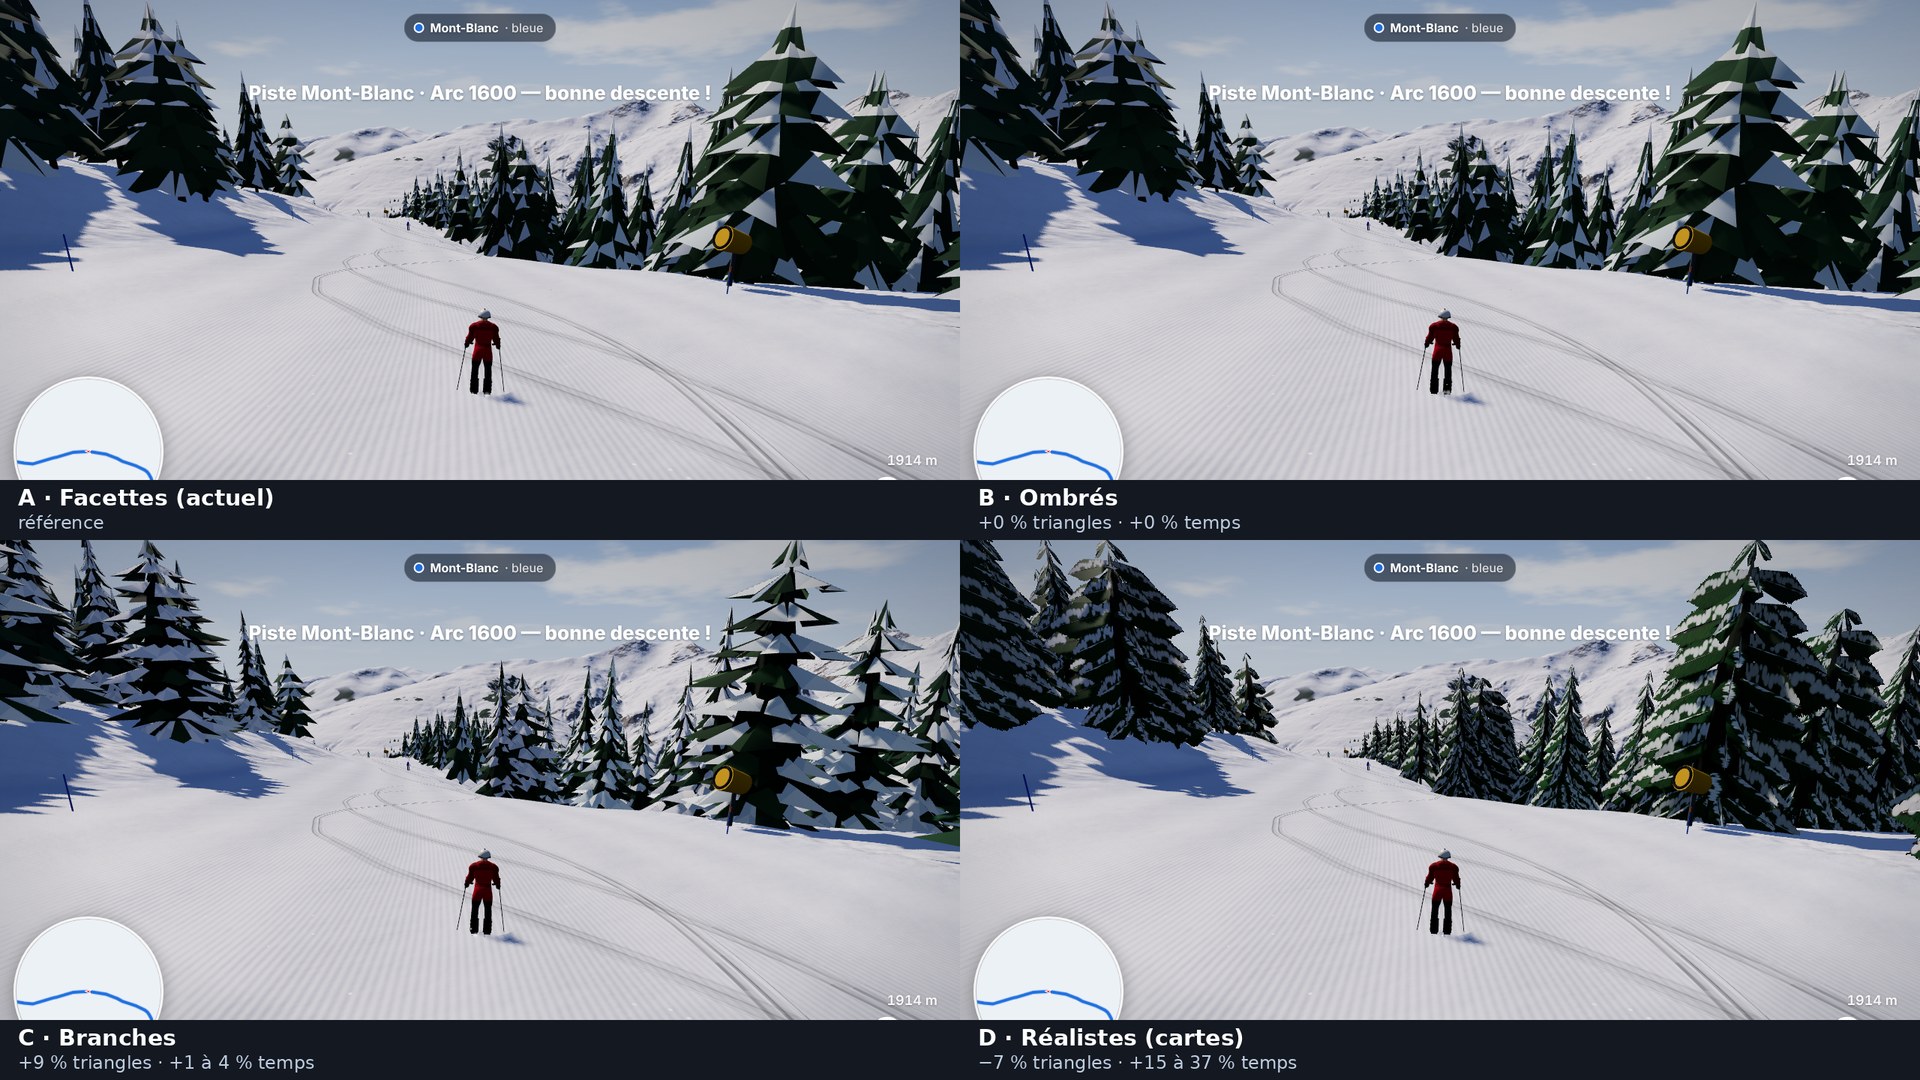 Mont-Blanc · bleue
Piste Mont-Blanc · Arc 1600 — bonne descente !
1914 m
A · Facettes (actuel)
référence
Mont-Blanc · bleue
Piste Mont-Blanc · Arc 1600 — bonne descente !
1914 m
B · Ombrés
+0 % triangles · +0 % temps
Mont-Blanc · bleue
Piste Mont-Blanc · Arc 1600 — bonne descente !
1914 m
C · Branches
+9 % triangles · +1 à 4 % temps
Mont-Blanc · bleue
Piste Mont-Blanc · Arc 1600 — bonne descente !
1914 m
D · Réalistes (cartes)
−7 % triangles · +15 à 37 % temps